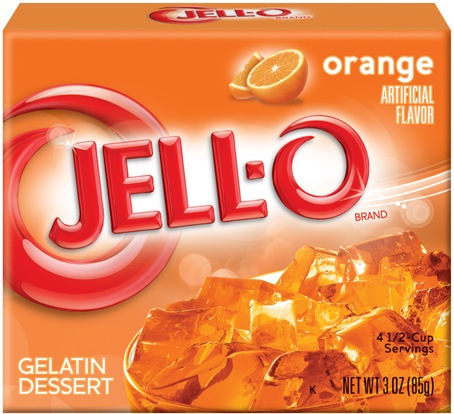 JELL-O
BRAND
orange
ARTIFICIAL
FLAVOR
JELL-O
BRAND
4 1/2-Cup
Servings
GELATIN
DESSERT
K
NET WT 3 OZ (85g)